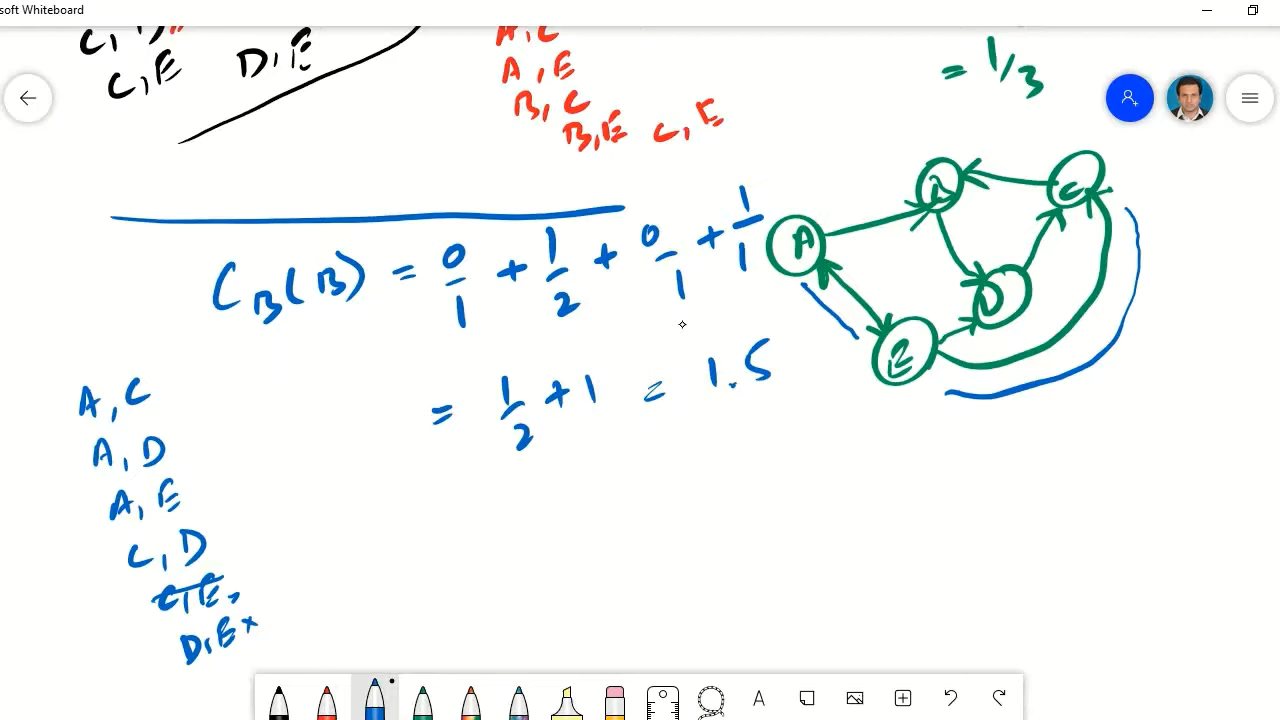 soft Whiteboard
C, E
D, E
A, C
A, E
B, C
B, E C, E
= 1/3
C_B(B) = 0/1 + 1/2 + 0/1 + 1/1
= 1/2 + 1 = 1.5
A, C
A, D
A, E
C, D
C, E,
D, E ×
A
C
D
E
A